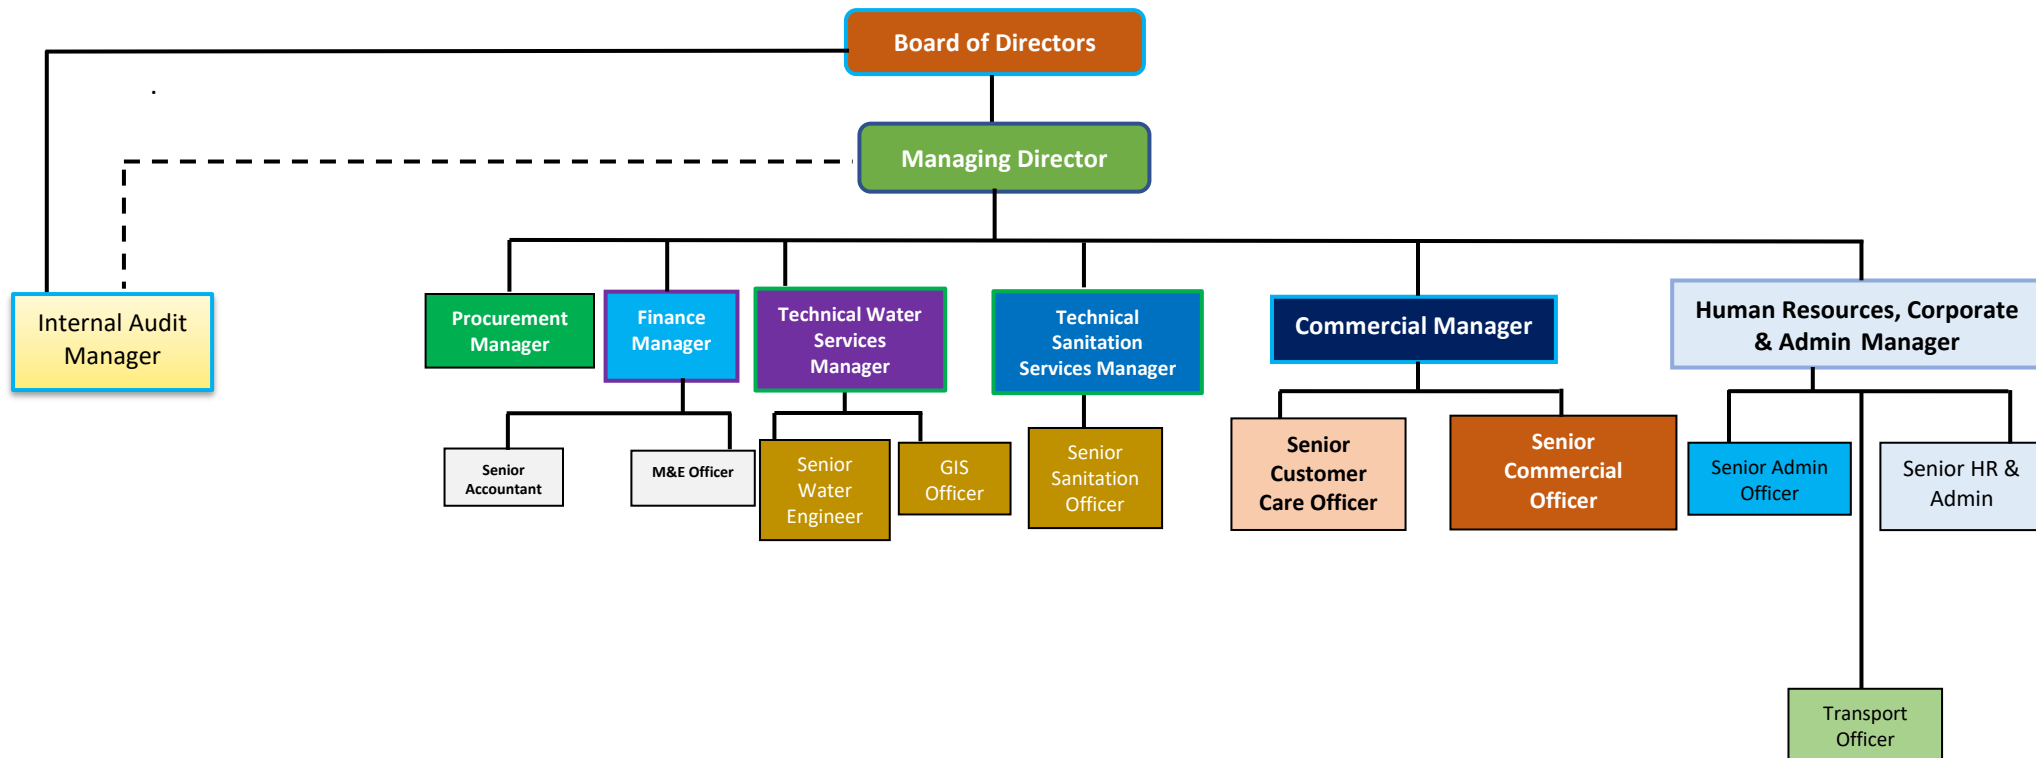 Board of Directors
.
Managing Director
Internal Audit
Manager
Procurement
Manager
Finance
Manager
Technical Water
Services
Manager
Technical
Sanitation
Services Manager
Commercial Manager
Human Resources, Corporate
& Admin Manager
Senior
Accountant
M&E Officer
Senior
Water
Engineer
GIS
Officer
Senior
Sanitation
Officer
Senior
Customer
Care Officer
Senior
Commercial
Officer
Senior Admin
Officer
Senior HR &
Admin
Transport
Officer